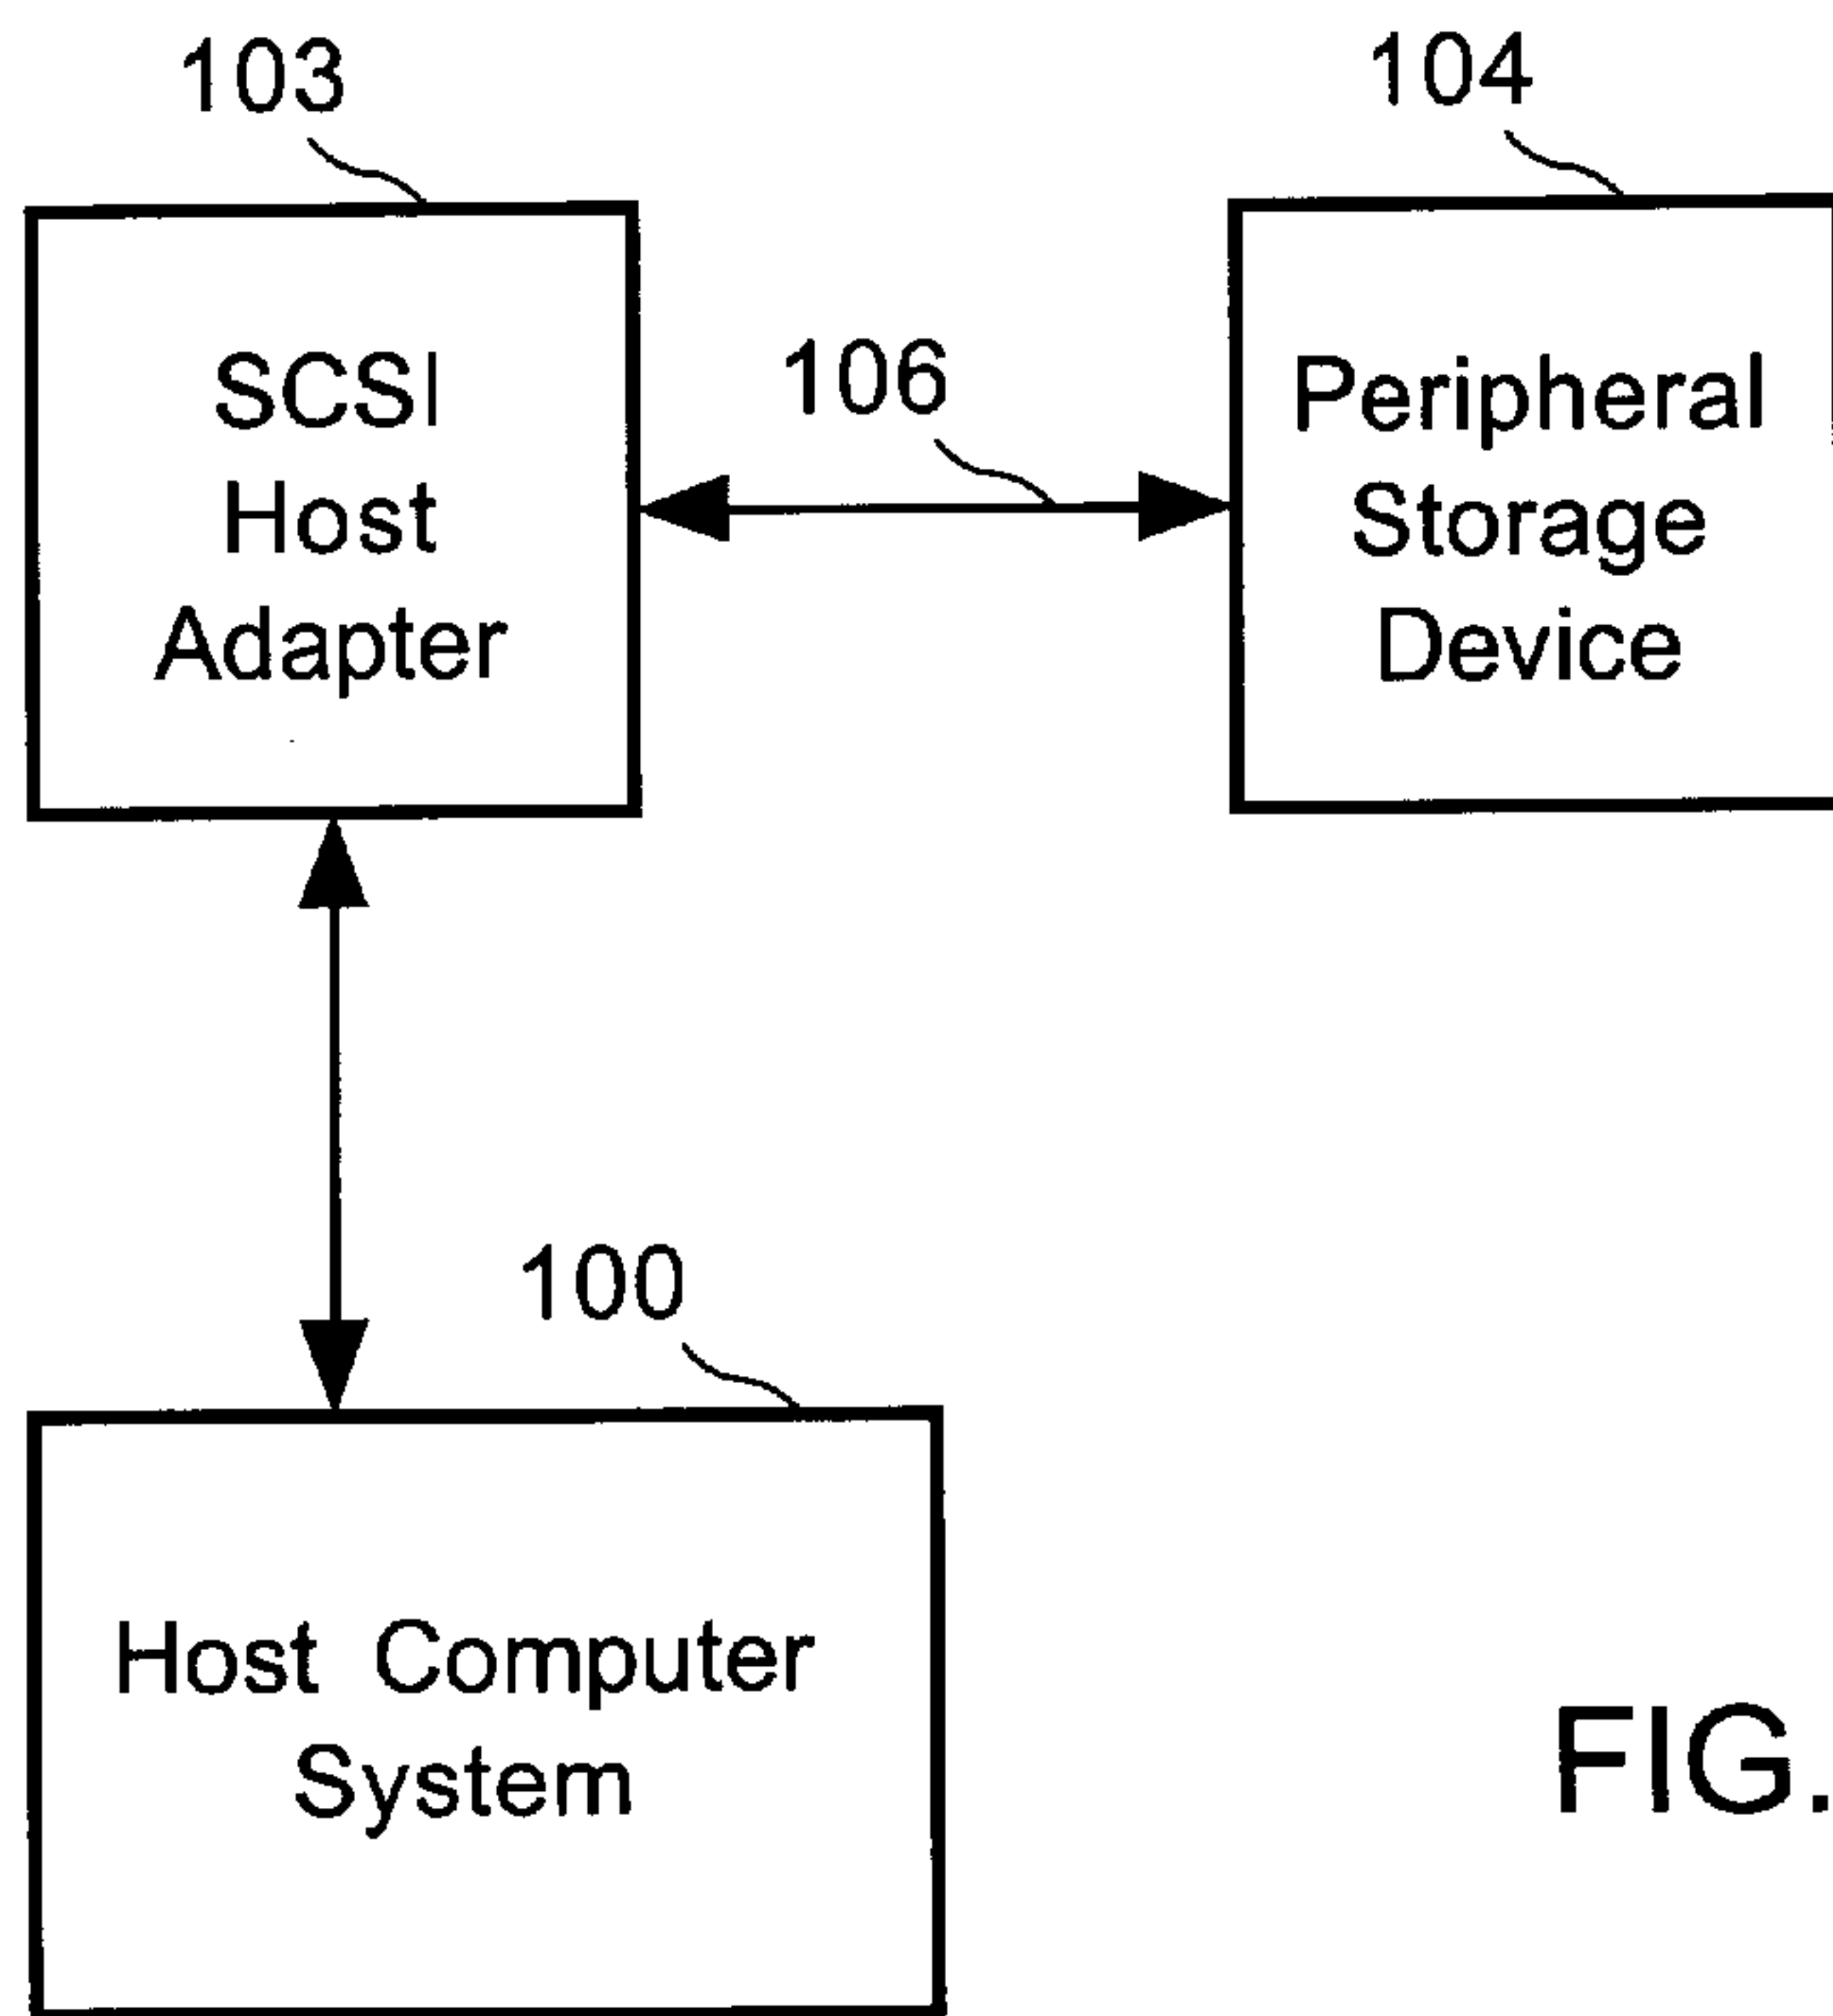 103
104
SCSI
Host
Adapter
106
Peripheral
Storage
Device
100
Host Computer
System
FIG.